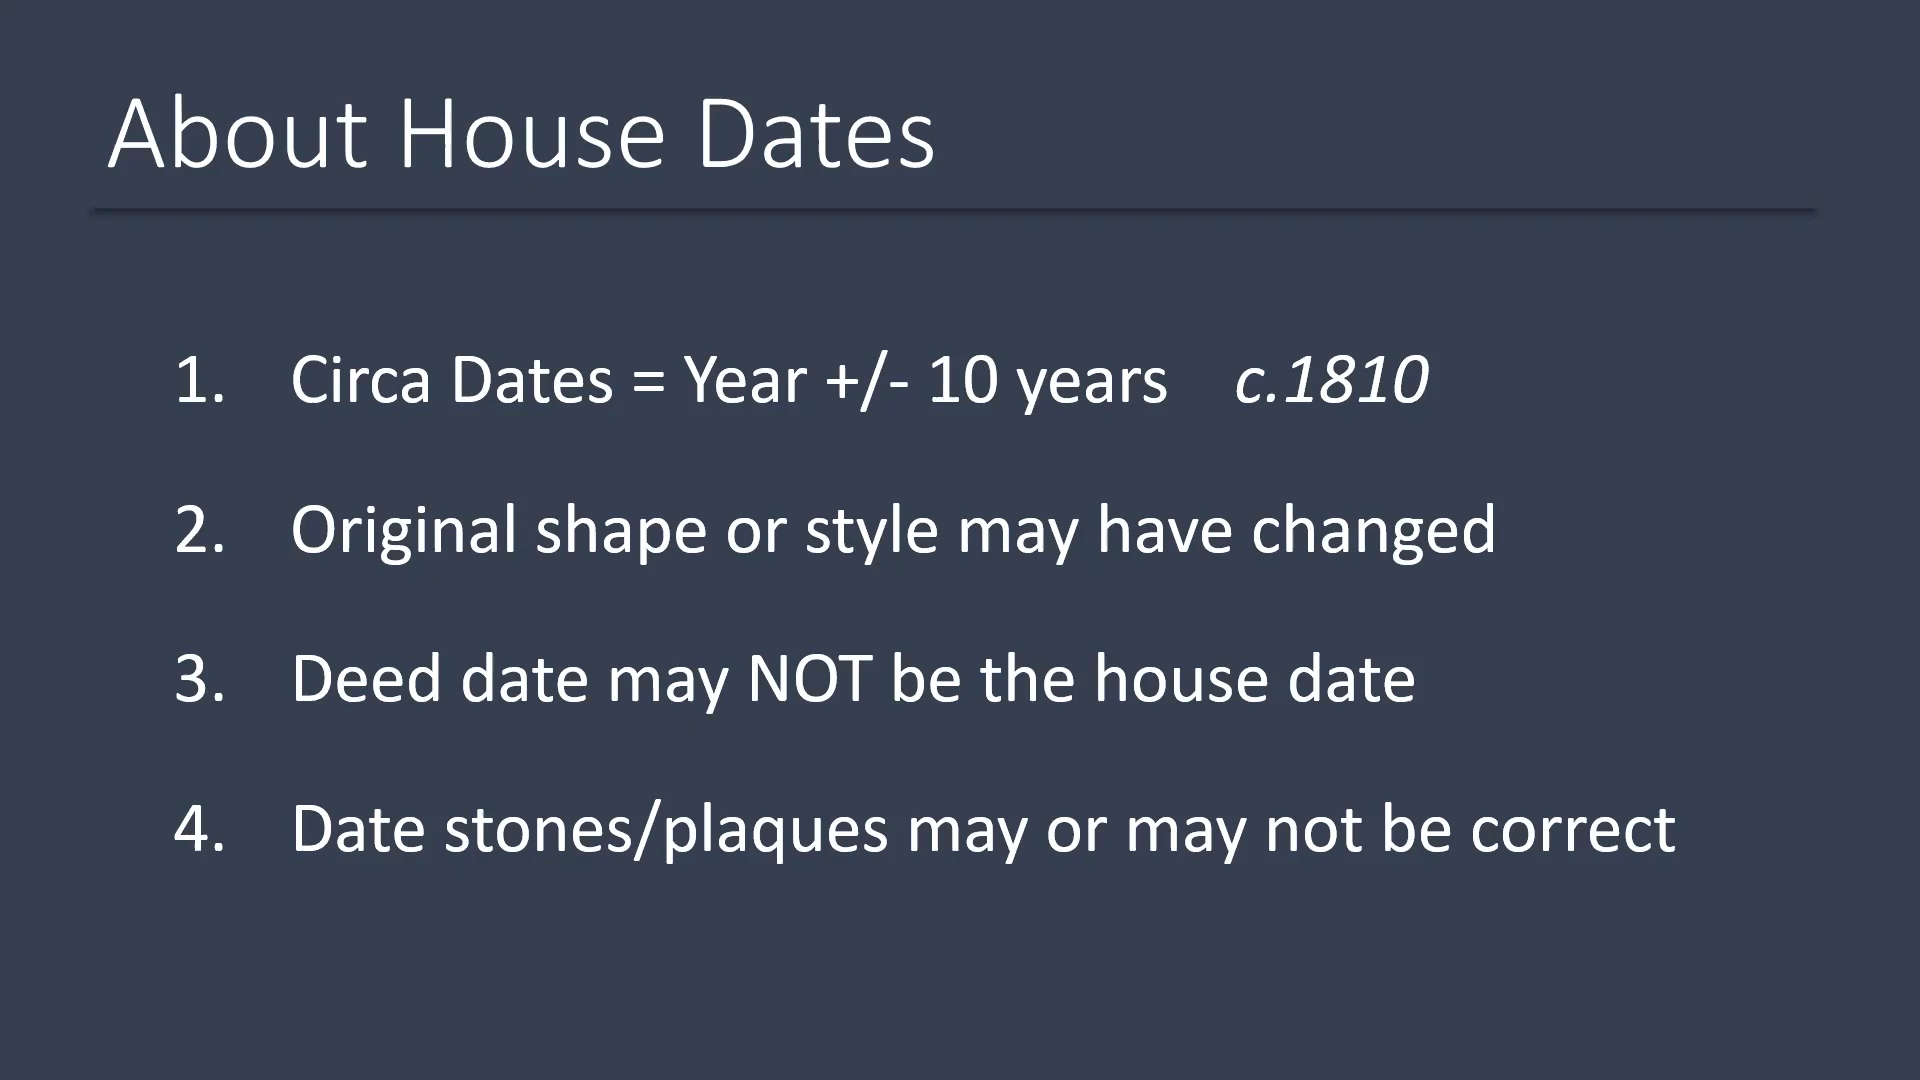 About House Dates
1. Circa Dates = Year +/- 10 years c.1810
2. Original shape or style may have changed
3. Deed date may NOT be the house date
4. Date stones/plaques may or may not be correct